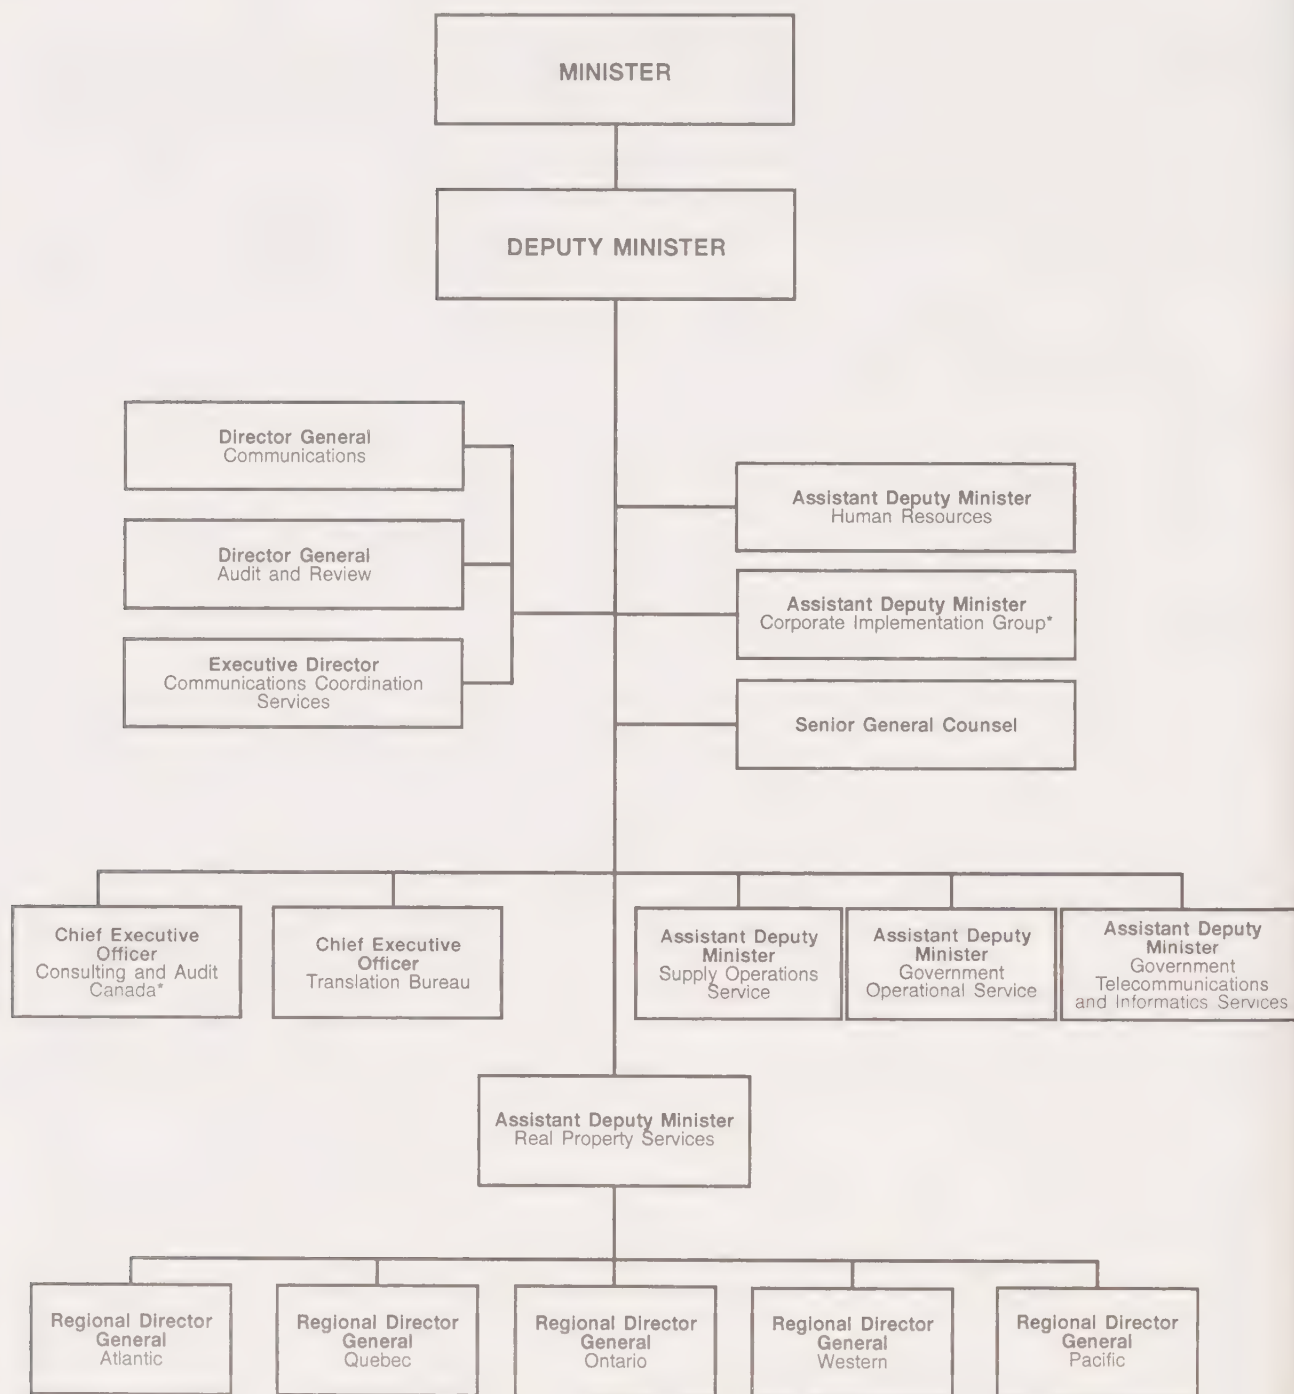 MINISTER
DEPUTY MINISTER
Director General
Communications
Director General
Audit and Review
Executive Director
Communications Coordination
Services
Assistant Deputy Minister
Human Resources
Assistant Deputy Minister
Corporate Implementation Group*
Senior General Counsel
Chief Executive
Officer
Consulting and Audit
Canada*
Chief Executive
Officer
Translation Bureau
Assistant Deputy
Minister
Supply Operations
Service
Assistant Deputy
Minister
Government
Operational Service
Assistant Deputy
Minister
Government
Telecommunications
and Informatics Services
Assistant Deputy Minister
Real Property Services
Regional Director
General
Atlantic
Regional Director
General
Quebec
Regional Director
General
Ontario
Regional Director
General
Western
Regional Director
General
Pacific